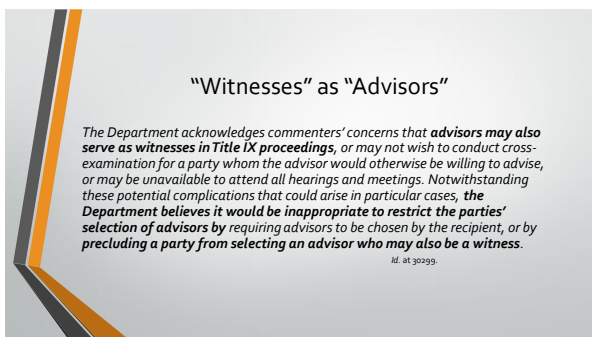 “Witnesses” as “Advisors”
The Department acknowledges commenters’ concerns that advisors may also
serve as witnesses in Title IX proceedings, or may not wish to conduct cross-
examination for a party whom the advisor would otherwise be willing to advise,
or may be unavailable to attend all hearings and meetings. Notwithstanding
these potential complications that could arise in particular cases, the
Department believes it would be inappropriate to restrict the parties’
selection of advisors by requiring advisors to be chosen by the recipient, or by
precluding a party from selecting an advisor who may also be a witness.
Id. at 30299.